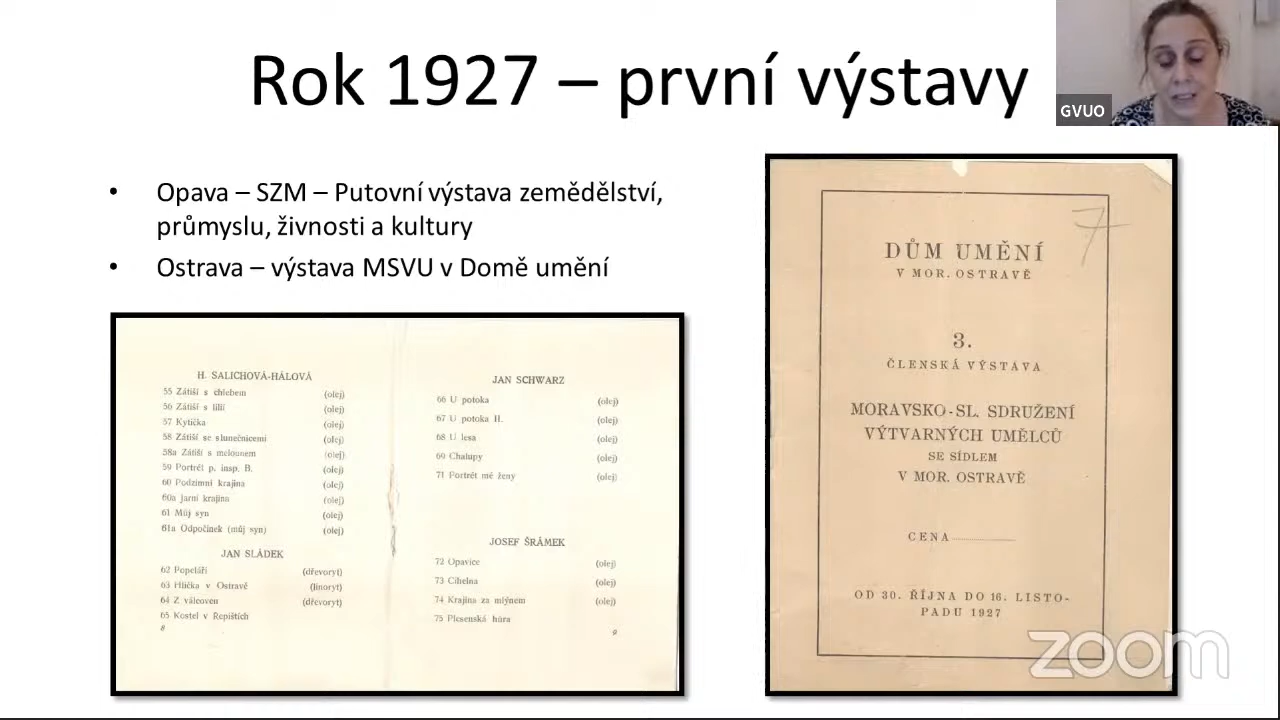 Rok 1927 – první výstavy
GVUO
• Opava – SZM – Putovní výstava zemědělství,
průmyslu, živnosti a kultury
• Ostrava – výstava MSVU v Domě umění
H. SALICHOVÁ-HÁLOVÁ
55 Zátiší s chlebem (olej)
56 Zátiší s lilií (olej)
57 Kytička (olej)
58 Zátiší se slunečnicemi (olej)
58a Zátiší s melounem (olej)
59 Portrét p. insp. B. (olej)
60 Podzimní krajina (olej)
60a Jarní krajina (olej)
61 Můj syn (olej)
61a Odpočinek (můj syn) (olej)
JAN SLÁDEK
62 Popeláři (dřevoryt)
63 Hlička v Ostravě (linoryt)
64 Z válcoven (dřevoryt)
65 Kostel v Řepištích
8
JAN SCHWARZ
66 U potoka (olej)
67 U potoka II. (olej)
68 U lesa (olej)
69 Chalupy (olej)
71 Portrét mé ženy (olej)
JOSEF ŠRÁMEK
72 Opavice (olej)
73 Cihelna (olej)
74 Krajina za mlýnem (olej)
75 Plesenská hůra
9
7
DŮM UMĚNÍ
V MOR. OSTRAVĚ
3.
ČLENSKÁ VÝSTAVA
MORAVSKO-SL. SDRUŽENÍ
VÝTVARNÝCH UMĚLCŮ
SE SÍDLEM
V MOR. OSTRAVĚ
CENA
OD 30. ŘÍJNA DO 16. LISTO-
PADU 1927
zoom